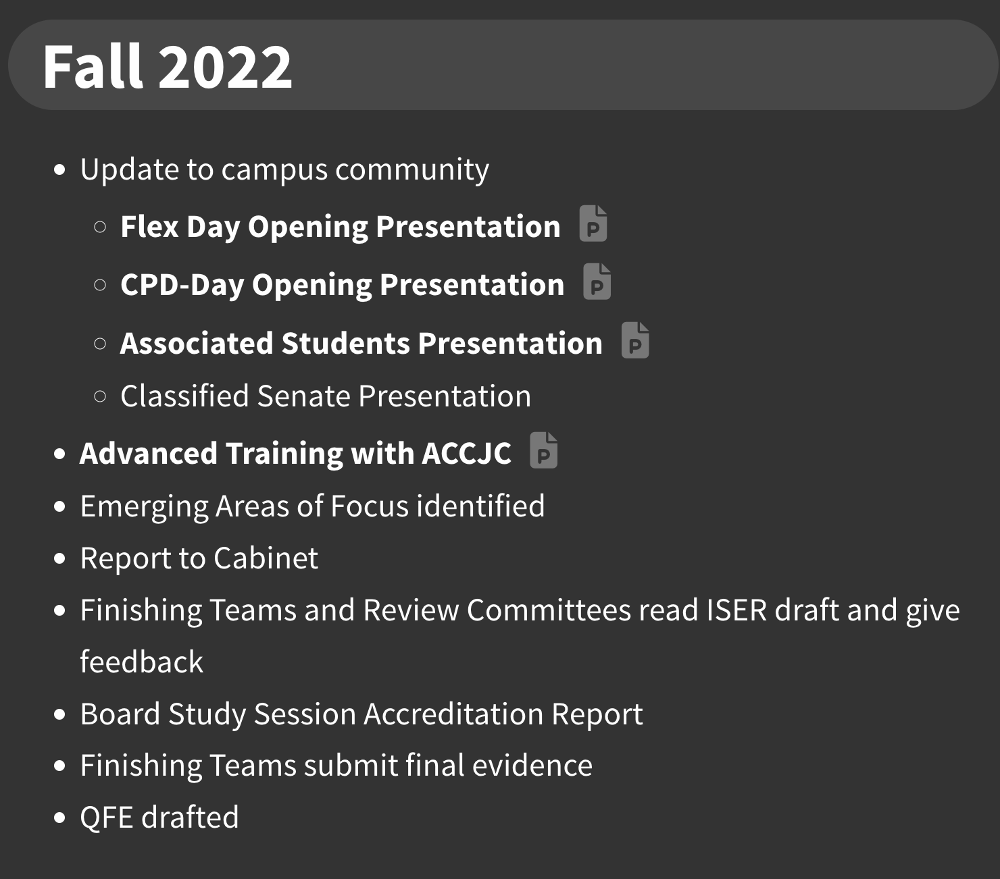 Fall 2022
Update to campus community
Flex Day Opening Presentation
CPD-Day Opening Presentation
Associated Students Presentation
Classified Senate Presentation
Advanced Training with ACCJC
Emerging Areas of Focus identified
Report to Cabinet
Finishing Teams and Review Committees read ISER draft and give
feedback
Board Study Session Accreditation Report
Finishing Teams submit final evidence
QFE drafted